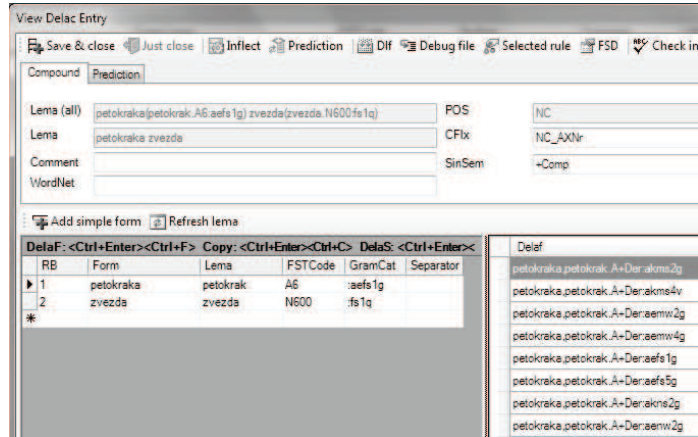 View Delac Entry
Save & close Just close Inflect Prediction Dlf Debug file Selected rule FSD ABC Check in
Compound Prediction
Lema (all) petokraka(petokrak.A6.aefs1g) zvezda(zvezda.N600:fs1q) POS NC
Lema petokraka zvezda CFlx NC_AXNr
Comment SinSem +Comp
WordNet
Add simple form Refresh lema
DelaF: <Ctrl+Enter><Ctrl+F> Copy: <Ctrl+Enter><Ctrl+C> DelaS: <Ctrl+Enter>< Delaf
RB Form Lema FSTCode GramCat Separator
petokraka,petokrak.A+Der:akms2g
1 petokraka petokrak A6 :aefs1g
petokraka,petokrak.A+Der:akms4v
2 zvezda zvezda N600 :fs1q
petokraka,petokrak.A+Der:aemw2g
*
petokraka,petokrak.A+Der:aemw4g
petokraka,petokrak.A+Der:aefs1g
petokraka,petokrak.A+Der:aefs5g
petokraka,petokrak.A+Der:akns2g
petokraka,petokrak.A+Der:aenw2g